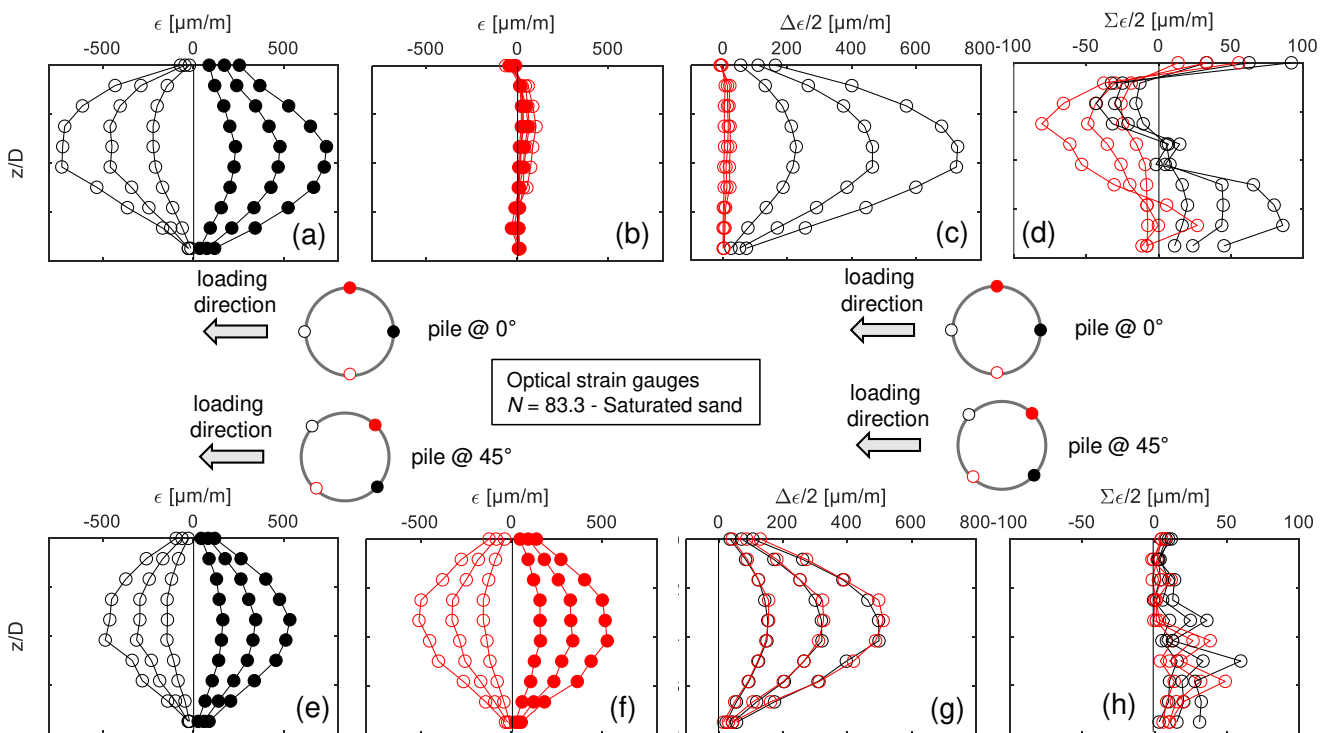 ϵ [μm/m]
ϵ [μm/m]
Δϵ/2 [μm/m]
Σϵ/2 [μm/m]
-500 0 500
-500 0 500
0 200 400 600 800
-100 -50 0 50 100
z/D
(a)
(b)
(c)
(d)
loading
direction
pile @ 0°
loading
direction
pile @ 0°
Optical strain gauges
N = 83.3 - Saturated sand
loading
direction
pile @ 45°
loading
direction
pile @ 45°
ϵ [μm/m]
ϵ [μm/m]
Δϵ/2 [μm/m]
Σϵ/2 [μm/m]
-500 0 500
-500 0 500
0 200 400 600 800
-100 -50 0 50 100
z/D
(e)
(f)
(g)
(h)